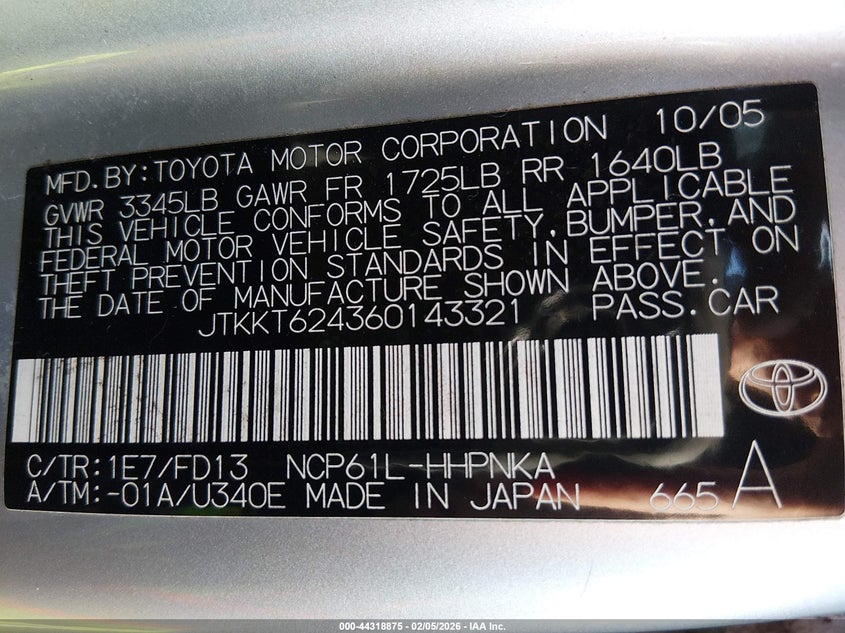 MFD.BY:TOYOTA MOTOR CORPORATION 10/05
GVWR 3345LB GAWR FR 1725LB RR 1640LB
THIS VEHICLE CONFORMS TO ALL APPLICABLE
FEDERAL MOTOR VEHICLE SAFETY,BUMPER,AND
THEFT PREVENTION STANDARDS IN EFFECT ON
THE DATE OF MANUFACTURE SHOWN ABOVE.
JTKKT624360143321 PASS.CAR
C/TR:1E7/FD13 NCP61L-HHPNKA
A/TM:-01A/U340E MADE IN JAPAN 665 A
000-44318875 - 02/05/2026 - IAA Inc.